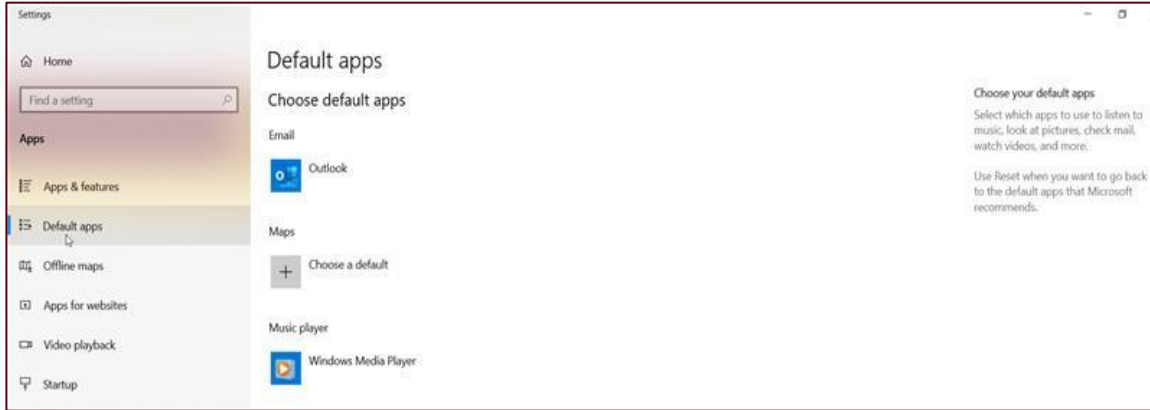 Settings
Home
Find a setting
Apps
Apps & features
Default apps
Offline maps
Apps for websites
Video playback
Startup
Default apps
Choose default apps
Email
Outlook
Maps
Choose a default
Music player
Windows Media Player
Choose your default apps
Select which apps to use to listen to
music, look at pictures, check mail,
watch videos, and more.
Use Reset when you want to go back
to the default apps that Microsoft
recommends.